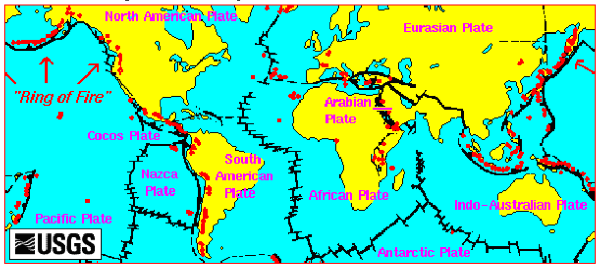 North American Plate
Eurasian Plate
"Ring of Fire"
Arabian
Plate
Cocos Plate
Nazca
Plate
South
American
Plate
African Plate
Indo-Australian Plate
Pacific Plate
Antarctic Plate
USGS